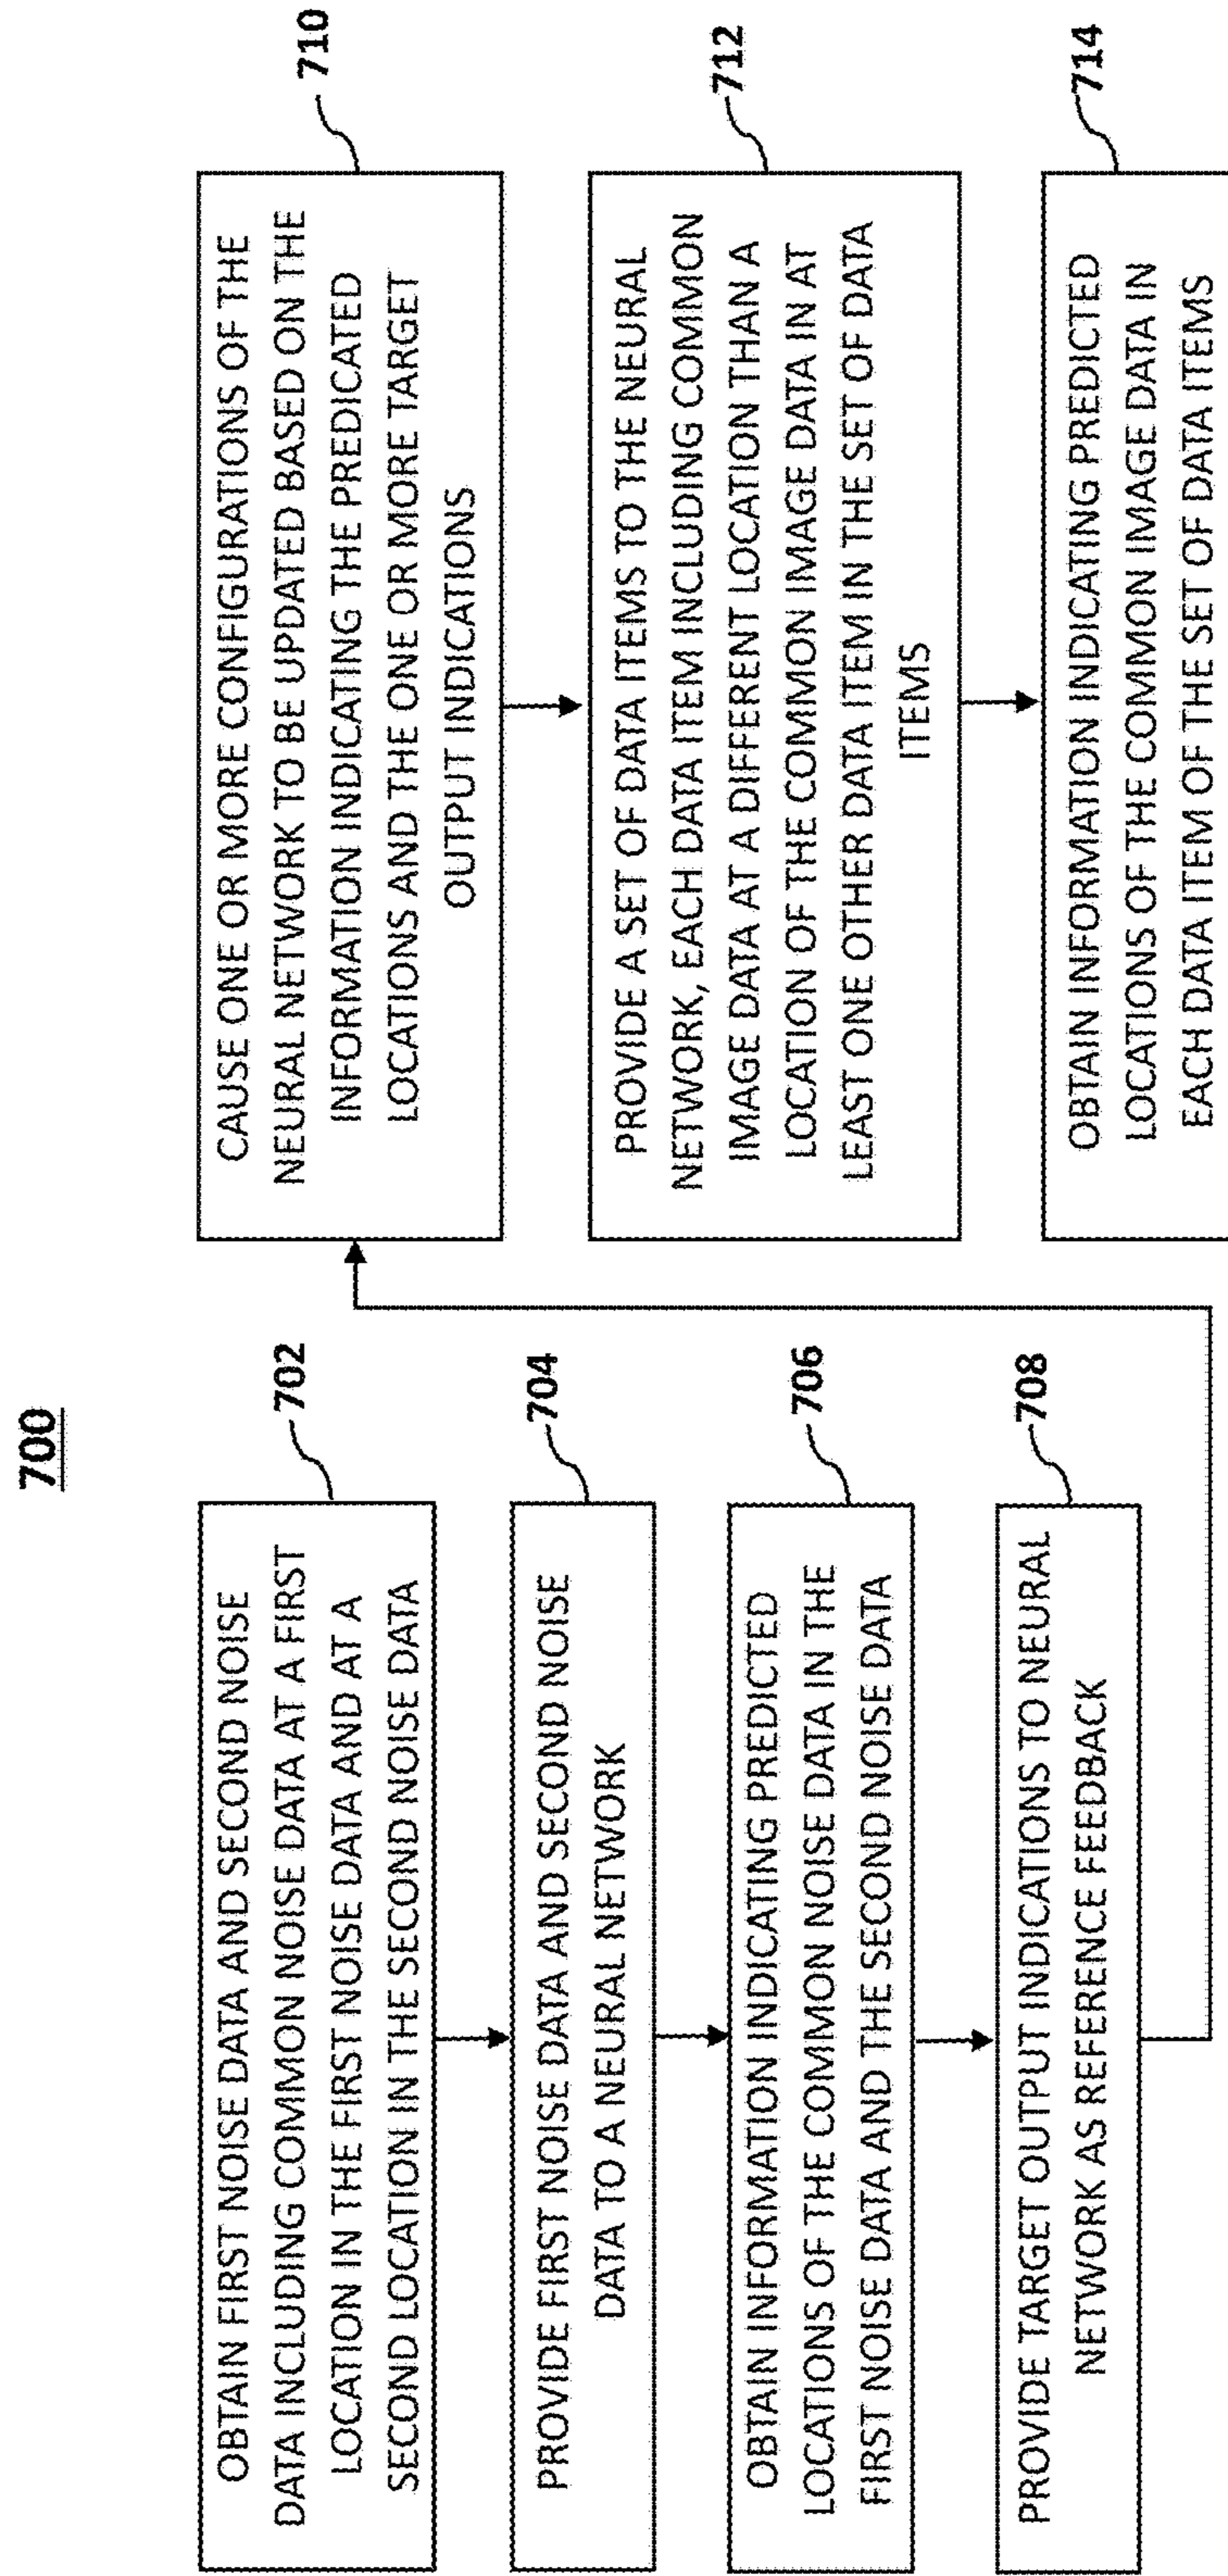 700
OBTAIN FIRST NOISE DATA AND SECOND NOISE
DATA INCLUDING COMMON NOISE DATA AT A FIRST
LOCATION IN THE FIRST NOISE DATA AND AT A
SECOND LOCATION IN THE SECOND NOISE DATA
702
PROVIDE FIRST NOISE DATA AND SECOND NOISE
DATA TO A NEURAL NETWORK
704
OBTAIN INFORMATION INDICATING PREDICTED
LOCATIONS OF THE COMMON NOISE DATA IN THE
FIRST NOISE DATA AND THE SECOND NOISE DATA
706
PROVIDE TARGET OUTPUT INDICATIONS TO NEURAL
NETWORK AS REFERENCE FEEDBACK
708
CAUSE ONE OR MORE CONFIGURATIONS OF THE
NEURAL NETWORK TO BE UPDATED BASED ON THE
INFORMATION INDICATING THE PREDICATED
LOCATIONS AND THE ONE OR MORE TARGET
OUTPUT INDICATIONS
710
PROVIDE A SET OF DATA ITEMS TO THE NEURAL
NETWORK, EACH DATA ITEM INCLUDING COMMON
IMAGE DATA AT A DIFFERENT LOCATION THAN A
LOCATION OF THE COMMON IMAGE DATA IN AT
LEAST ONE OTHER DATA ITEM IN THE SET OF DATA
ITEMS
712
OBTAIN INFORMATION INDICATING PREDICTED
LOCATIONS OF THE COMMON IMAGE DATA IN
EACH DATA ITEM OF THE SET OF DATA ITEMS
714